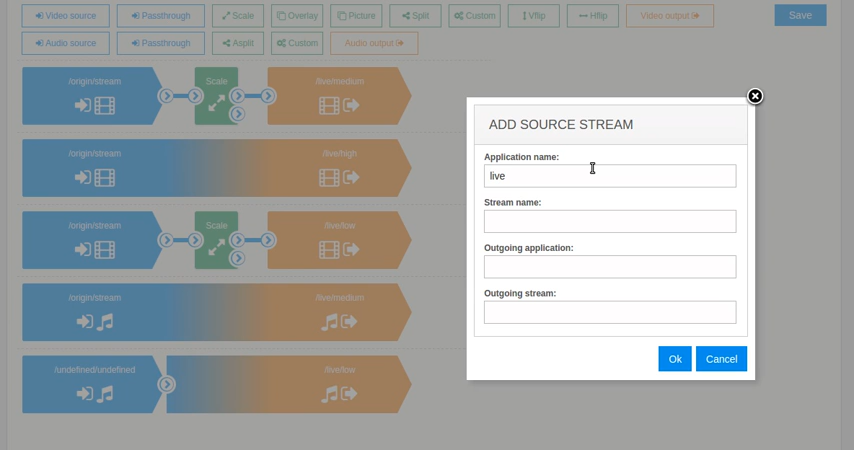 Video source Passthrough Scale Overlay Picture Split Custom Vflip Hflip Video output Save
Audio source Passthrough Asplit Custom Audio output
/origin/stream Scale /live/medium
/origin/stream /live/high
/origin/stream Scale /live/low
/origin/stream /live/medium
/undefined/undefined /live/low
ADD SOURCE STREAM
Application name:
live
Stream name:
Outgoing application:
Outgoing stream:
Ok Cancel